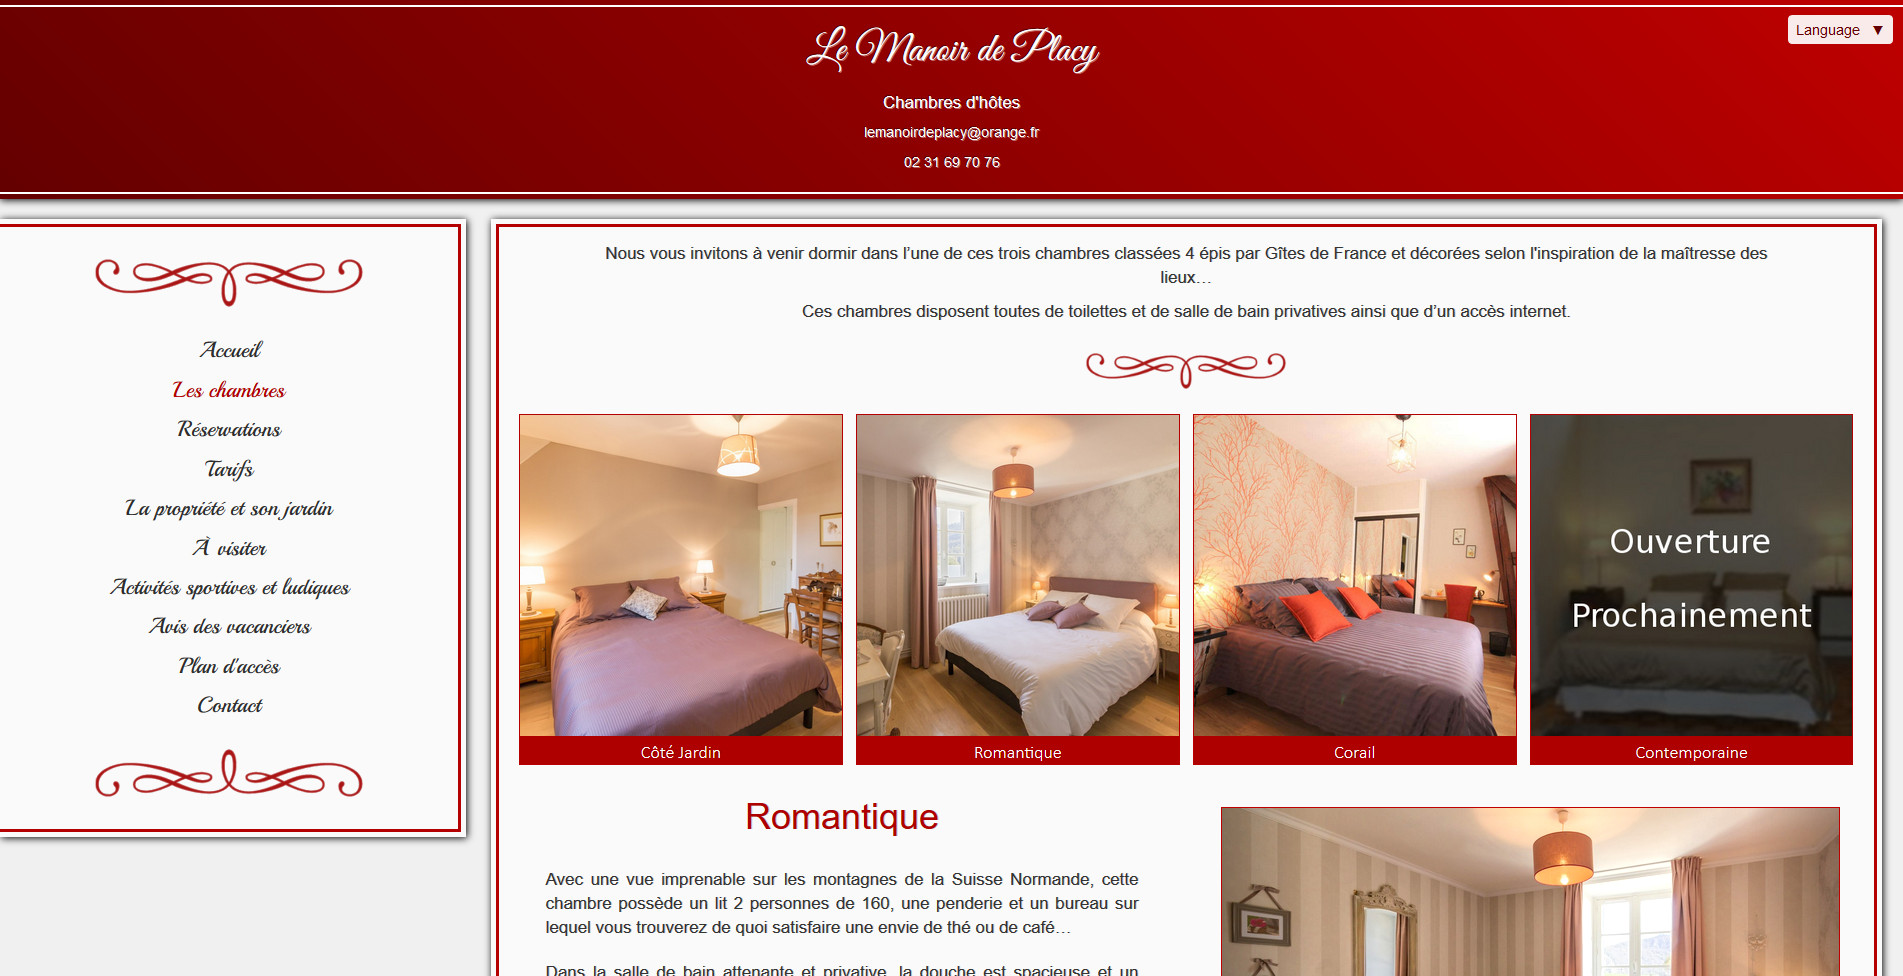 Le Manoir de Placy
Language ▼
Chambres d'hôtes
lemanoirdeplacy@orange.fr
02 31 69 70 76
Accueil
Les chambres
Réservations
Tarifs
La propriété et son jardin
À visiter
Activités sportives et ludiques
Avis des vacanciers
Plan d'accès
Contact
Nous vous invitons à venir dormir dans l’une de ces trois chambres classées 4 épis par Gîtes de France et décorées selon l'inspiration de la maîtresse des
lieux…
Ces chambres disposent toutes de toilettes et de salle de bain privatives ainsi que d’un accès internet.
Ouverture
Prochainement
Côté Jardin
Romantique
Corail
Contemporaine
Romantique
Avec une vue imprenable sur les montagnes de la Suisse Normande, cette
chambre possède un lit 2 personnes de 160, une penderie et un bureau sur
lequel vous trouverez de quoi satisfaire une envie de thé ou de café…
Dans la salle de bain attenante et privative, la douche est spacieuse et un